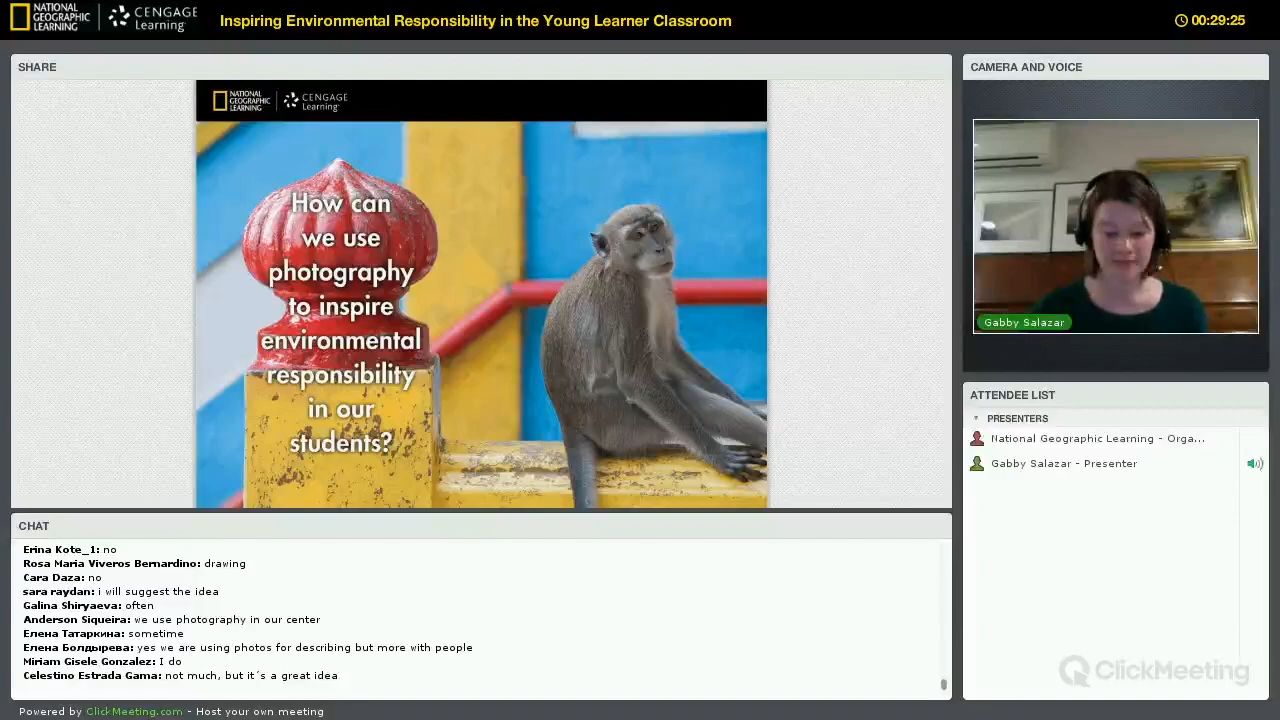 NATIONAL
GEOGRAPHIC
LEARNING
CENGAGE
Learning
Inspiring Environmental Responsibility in the Young Learner Classroom
00:29:25
SHARE
NATIONAL
GEOGRAPHIC
LEARNING
CENGAGE
Learning
How can
we use
photography
to inspire
environmental
responsibility
in our
students?
CAMERA AND VOICE
Gabby Salazar
ATTENDEE LIST
PRESENTERS
National Geographic Learning - Orga...
Gabby Salazar - Presenter
CHAT
Erina Kote_1: no
Rosa Maria Viveros Bernardino: drawing
Cara Daza: no
sara raydan: i will suggest the idea
Galina Shiryaeva: often
Anderson Siqueira: we use photography in our center
Елена Татаркина: sometime
Елена Болдырева: yes we are using photos for describing but more with people
Miriam Gisele Gonzalez: I do
Celestino Estrada Gama: not much, but it´s a great idea
ClickMeeting
Powered by ClickMeeting.com - Host your own meeting